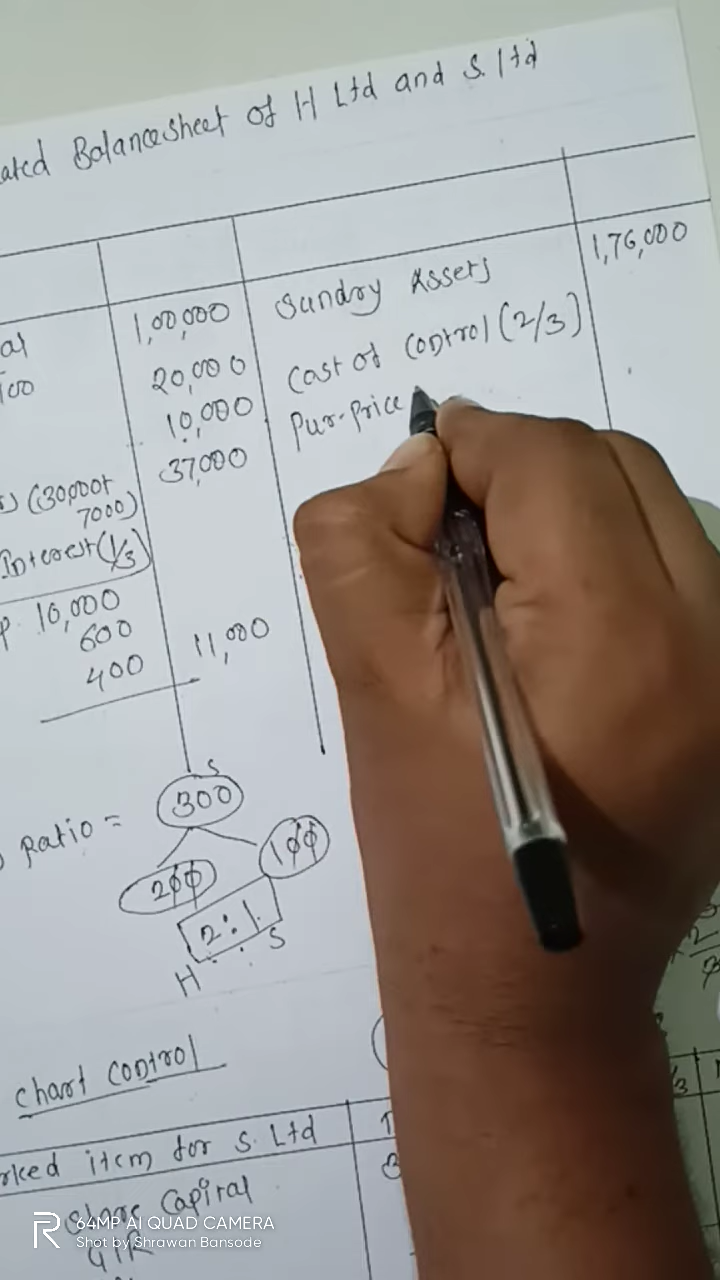 ated Balancesheet of H Ltd and S. ltd
1,00,000 Sundry Assets 1,76,000
20,000 Cost of Control (2/3)
10,000 Pur-Price
37,000
(30,000+
7000)
Interest (1/3)
10,000
600
400 11,000
S
300
Ratio =
200 100
2:1
H S
Chart Control
rked item for S. Ltd
Share Capital
G/R
64MP AI QUAD CAMERA
Shot by Shrawan Bansode